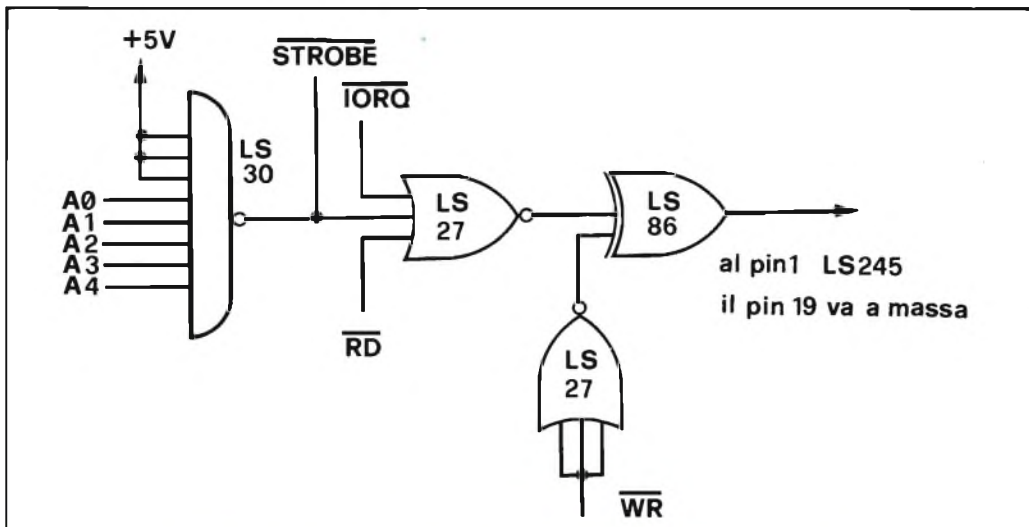 +5V
STROBE
IORQ
LS
30
A0
A1
A2
A3
A4
LS
27
RD
LS
86
al pin1 LS245
il pin 19 va a massa
LS
27
WR